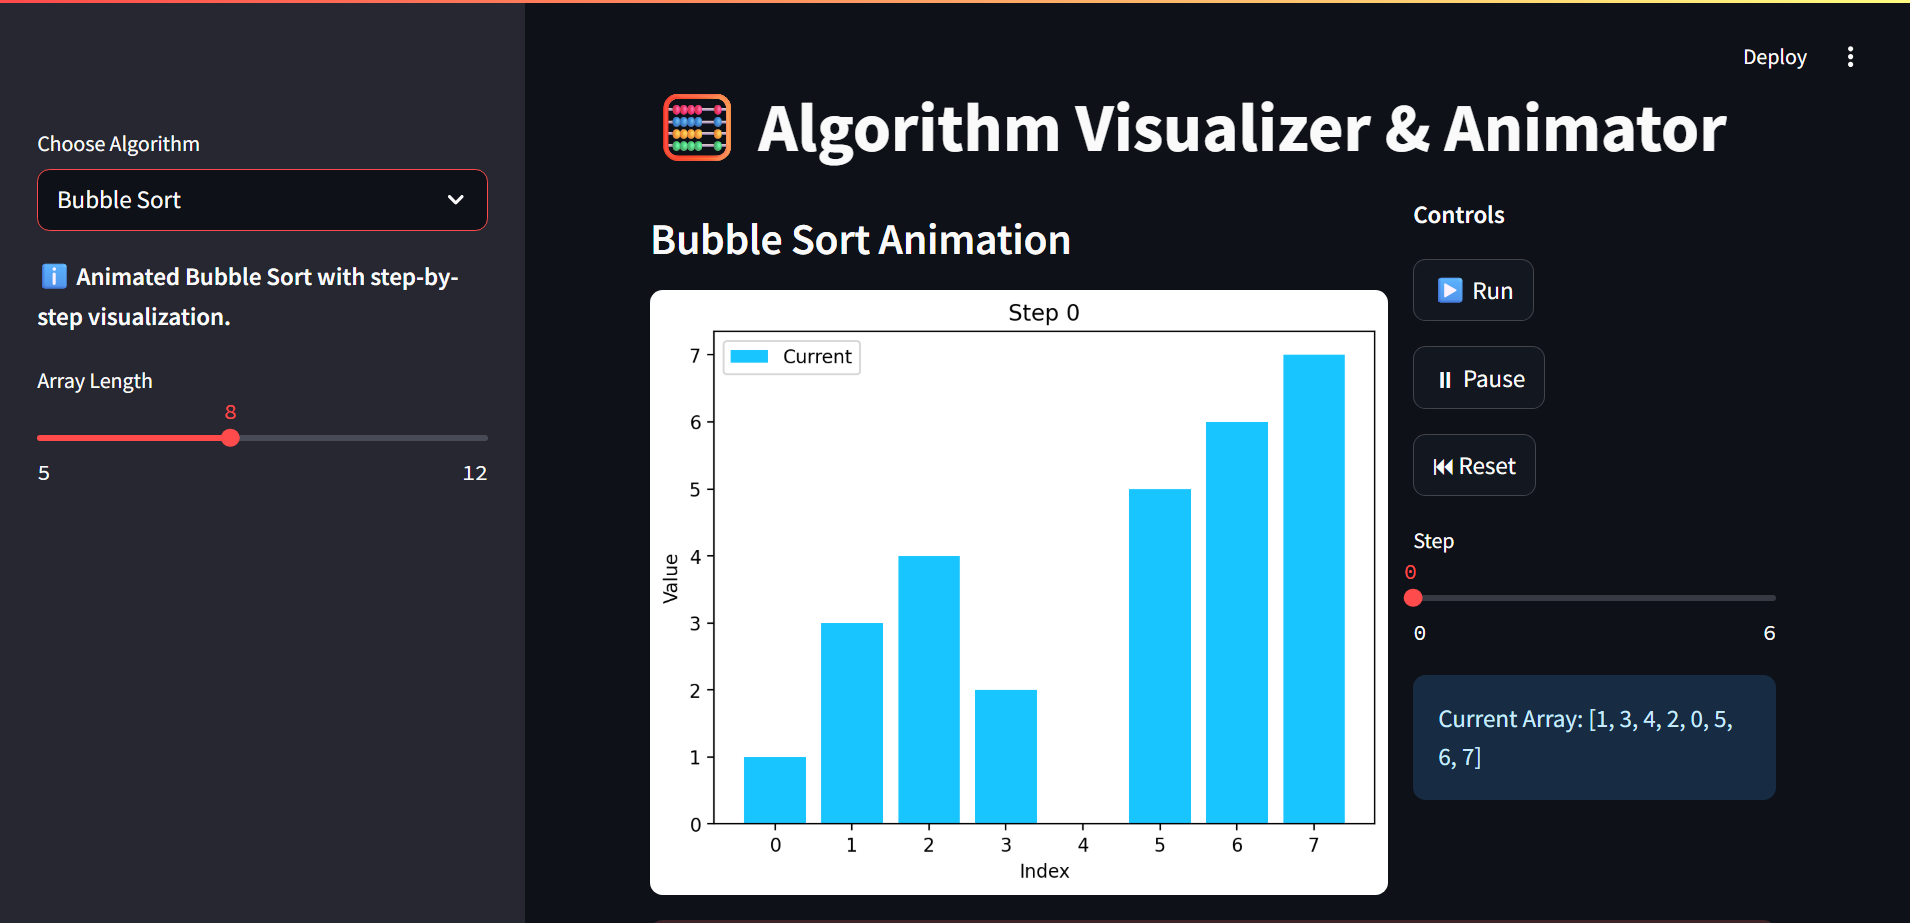 Deploy
Algorithm Visualizer & Animator
Choose Algorithm
Bubble Sort
Animated Bubble Sort with step-by-
step visualization.
Array Length
8
5 12
Bubble Sort Animation
Step 0
Current
Value
7
6
5
4
3
2
1
0
0 1 2 3 4 5 6 7
Index
Controls
Run
Pause
Reset
Step
0
0 6
Current Array: [1, 3, 4, 2, 0, 5,
6, 7]